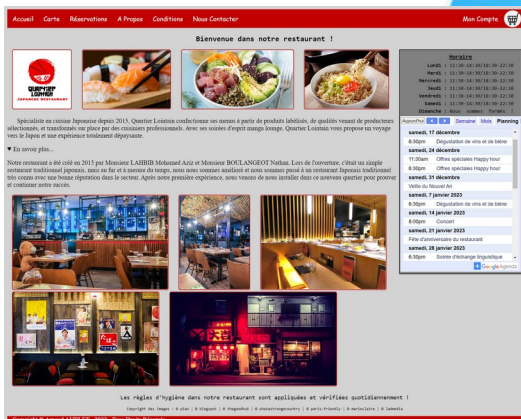 Accueil Carte Réservations A Propos Conditions Nous Contacter Mon Compte
Bienvenue dans notre restaurant !
QUARTIER
LOINTAIN
JAPANESE RESTAURANT
Spécialisée en cuisine Japonaise depuis 2015, Quartier Lointain confectionne ses menus à partir de produits labélisés, de qualités venant de producteurs
sélectionnés, et transformés sur place par des cuisiniers professionnels. Avec ses soirées d'esprit manga lounge, Quartier Lointain vous propose un voyage
vers le Japon et une expérience totalement dépaysante.
▼ En savoir plus...
Notre restaurant a été créé en 2015 par Monsieur LAHBIB Mohamed Aziz et Monsieur BOULANGEOT Nathan. Lors de l'ouverture, c'était un simple
restaurant traditionnel japonais, mais au fur et à mesure du temps, nous nous sommes amélioré et nous sommes passé à un restaurant Japonais traditionnel
très connu avec une bonne réputation dans le secteur. Après notre première expérience, nous venons de nous installer dans ce nouveau quartier pour prouver
et continuer notre succès.
Horaire
Lundi : 11:30-14:30/18:30-22:30
Mardi : 11:30-14:30/18:30-22:30
Mercredi : 11:30-14:30/18:30-22:30
Jeudi : 11:30-14:30/18:30-22:30
Vendredi : 11:30-14:30/18:30-22:30
Samedi : 11:30-14:30/18:30-22:30
Dimanche : Nous sommes fermés !
Aujourd'hui Semaine Mois Planning
samedi, 17 décembre
6:30pm Dégustation de vins et de bières
samedi, 24 décembre
11:30am Offres spéciales Happy hour
6:30pm Offres spéciales Happy hour
samedi, 31 décembre
Veille du Nouvel An
samedi, 7 janvier 2023
6:30pm Dégustation de vins et de bières
samedi, 14 janvier 2023
8:00pm Concert
samedi, 21 janvier 2023
Fête d'anniversaire du restaurant
samedi, 28 janvier 2023
6:30pm Soirée d'échange linguistique
Google Agenda
Les règles d'hygiène dans notre restaurant sont appliquées et vérifiées quotidiennement !